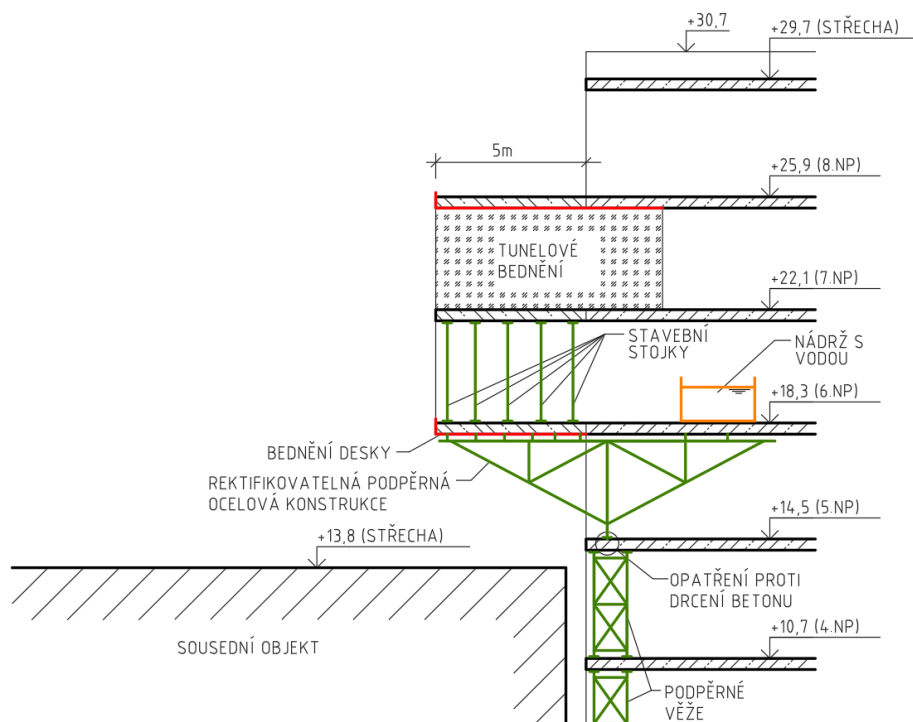 +30,7
+29,7 (STŘECHA)
5m
+25,9 (8.NP)
TUNELOVÉ
BEDNĚNÍ
+22,1 (7.NP)
STAVEBNÍ
STOJKY
NÁDRŽ S
VODOU
+18,3 (6.NP)
BEDNĚNÍ DESKY
REKTIFIKOVATELNÁ PODPĚRNÁ
OCELOVÁ KONSTRUKCE
+14,5 (5.NP)
+13,8 (STŘECHA)
OPATŘENÍ PROTI
DRCENÍ BETONU
+10,7 (4.NP)
SOUSEDNÍ OBJEKT
PODPĚRNÉ
VĚŽE